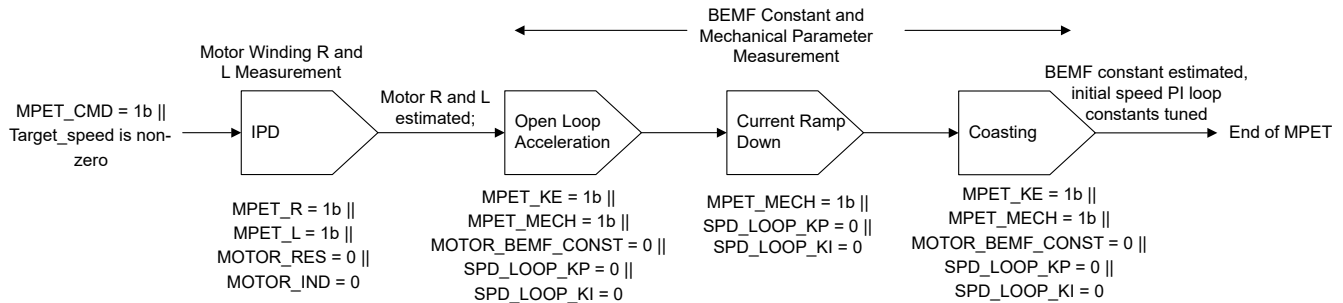 BEMF Constant and
Mechanical Parameter
Measurement
Motor Winding R and
L Measurement
MPET_CMD = 1b ||
Target_speed is non-
zero
IPD
Motor R and L
estimated;
Open Loop
Acceleration
Current Ramp
Down
Coasting
BEMF constant estimated,
initial speed PI loop
constants tuned
End of MPET
MPET_R = 1b ||
MPET_L = 1b ||
MOTOR_RES = 0 ||
MOTOR_IND = 0
MPET_KE = 1b ||
MPET_MECH = 1b ||
MOTOR_BEMF_CONST = 0 ||
SPD_LOOP_KP = 0 ||
SPD_LOOP_KI = 0
MPET_MECH = 1b ||
SPD_LOOP_KP = 0 ||
SPD_LOOP_KI = 0
MPET_KE = 1b ||
MPET_MECH = 1b ||
MOTOR_BEMF_CONST = 0 ||
SPD_LOOP_KP = 0 ||
SPD_LOOP_KI = 0